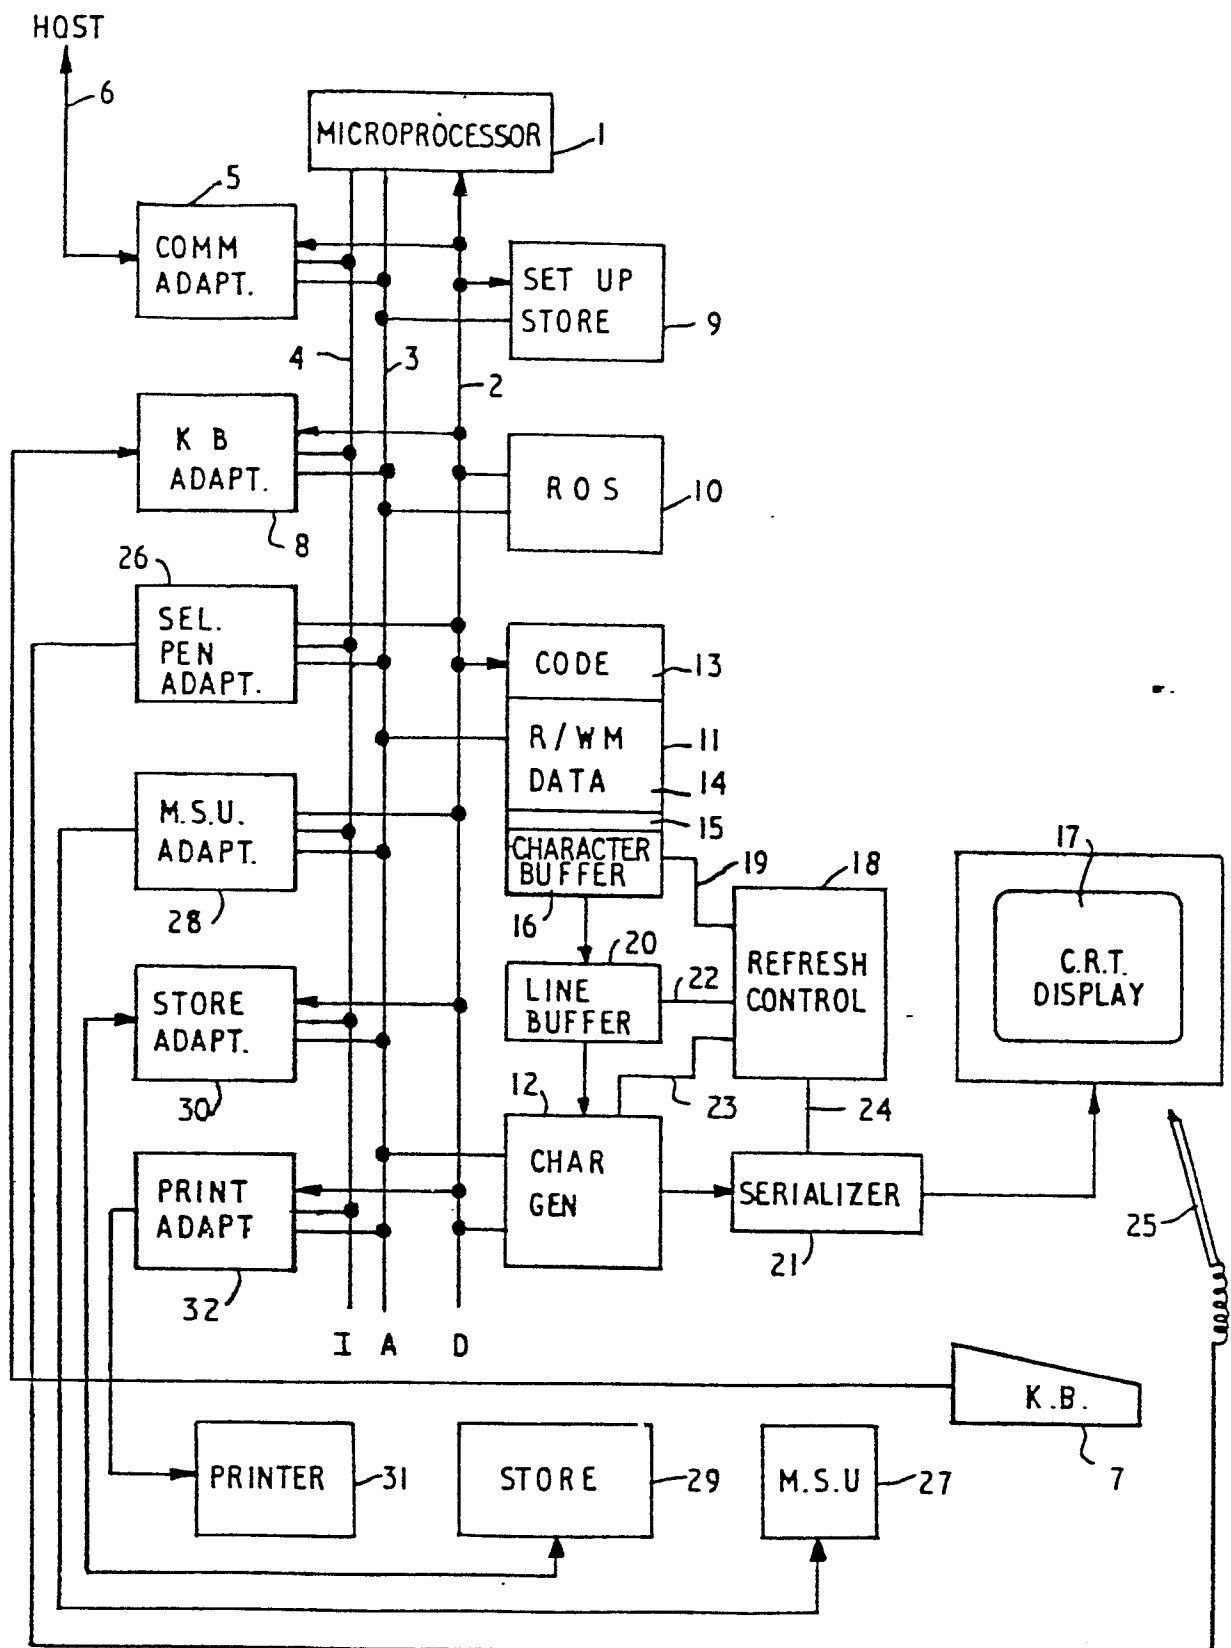 HOST
6
MICROPROCESSOR
1
5
COMM
ADAPT.
SET UP
STORE
9
4
3
2
K B
ADAPT.
8
ROS
10
26
SEL.
PEN
ADAPT.
CODE
13
R/WM
DATA
11
14
15
M.S.U.
ADAPT.
28
CHARACTER
BUFFER
16
19
18
17
C.R.T.
DISPLAY
20
LINE
BUFFER
22
REFRESH
CONTROL
STORE
ADAPT.
30
12
23
24
CHAR
GEN
SERIALIZER
21
25
PRINT
ADAPT
32
I A D
K.B.
7
PRINTER
31
STORE
29
M.S.U
27